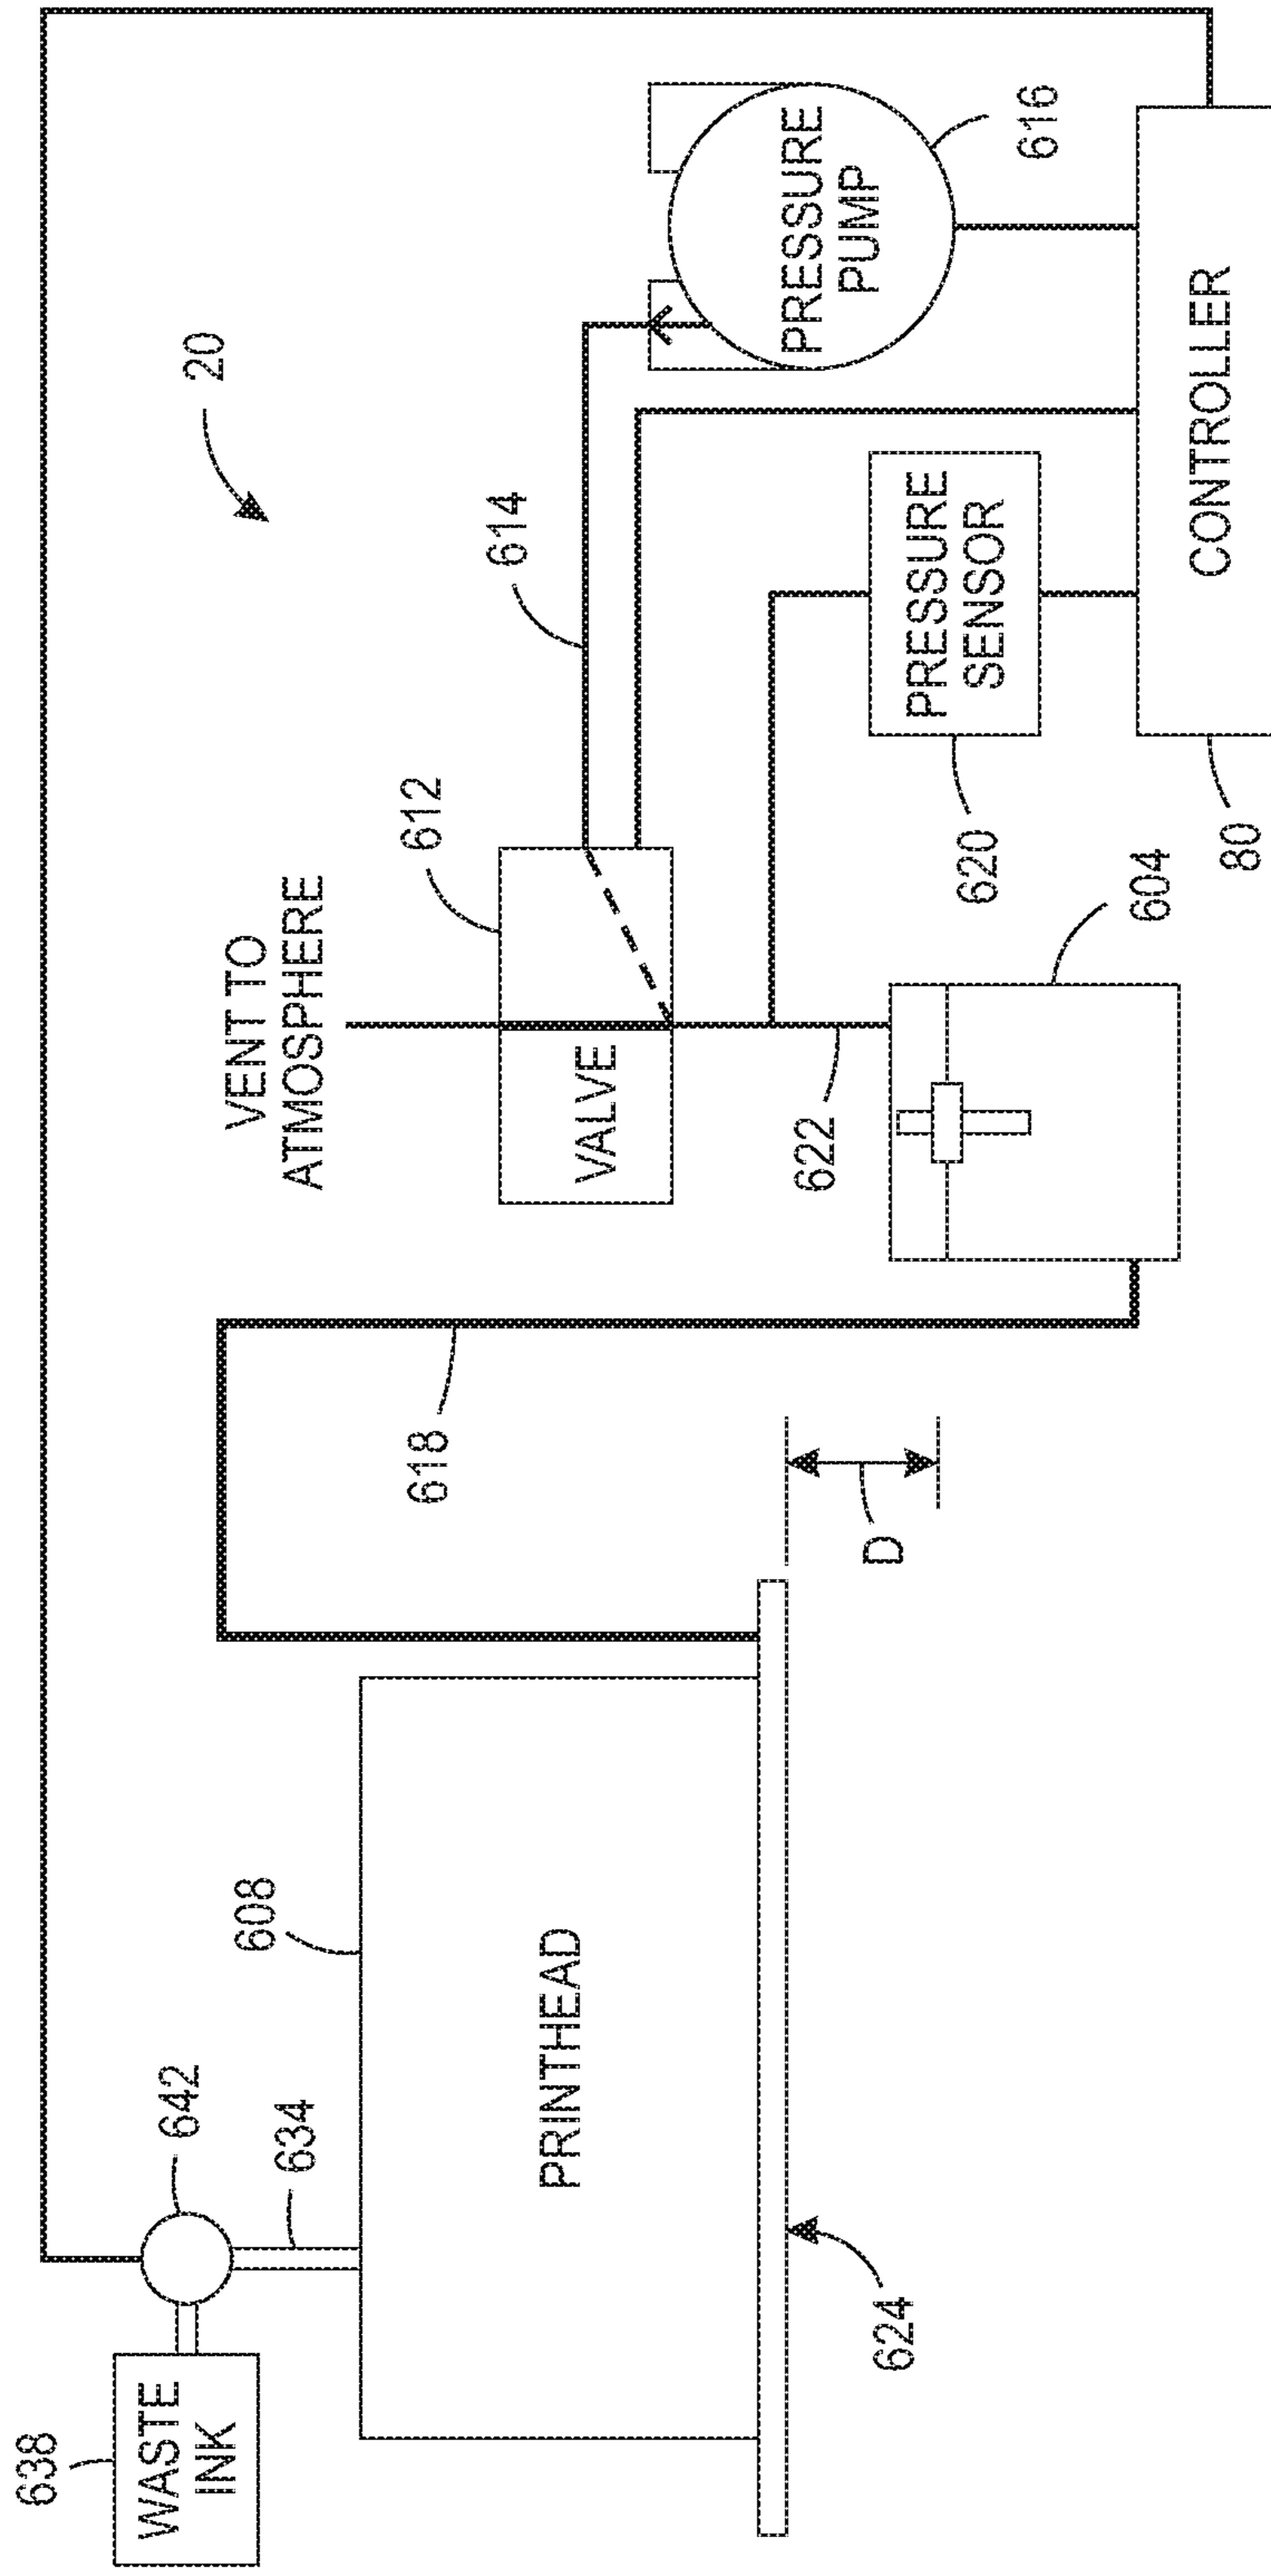 638
WASTE
INK
642
634
608
PRINTHEAD
624
618
D
VENT TO
ATMOSPHERE
612
VALVE
622
604
614
20
620
PRESSURE
SENSOR
PRESSURE
PUMP
616
80
CONTROLLER